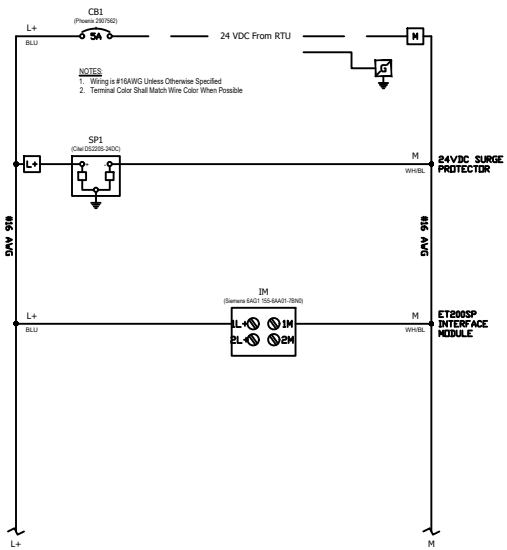 CB1
(Phoenix 2907562)
L+
BLU
5A
24 VDC From RTU
M
G
NOTES:
1. Wiring is #16AWG Unless Otherwise Specified
2. Terminal Color Shall Match Wire Color When Possible
SP1
(Citel DS220S-24DC)
L+
+
-
M
WH/BL
24VDC SURGE
PROTECTOR
#16 AWG
#16 AWG
IM
(Siemens 6AG1 155-6AA01-7BN0)
L+
BLU
1L+
1M
2L+
2M
M
WH/BL
ET200SP
INTERFACE
MODULE
L+
M